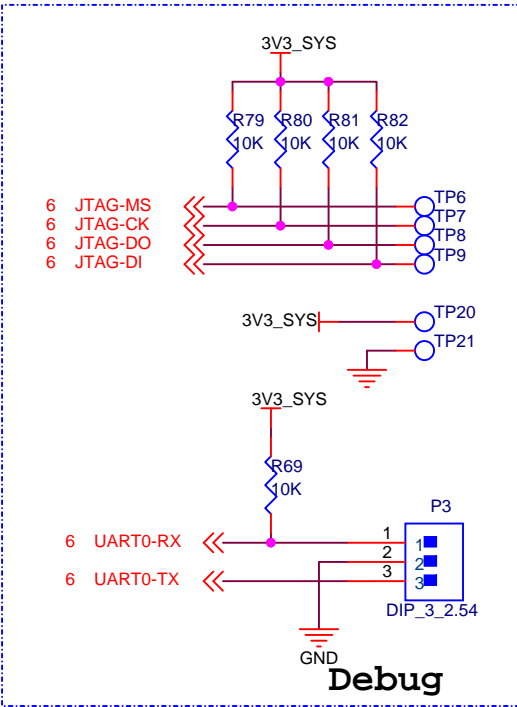 3V3_SYS
R79 R80 R81 R82
10K 10K 10K 10K
6 JTAG-MS TP6
6 JTAG-CK TP7
6 JTAG-DO TP8
6 JTAG-DI TP9
3V3_SYS TP20
TP21
3V3_SYS
R69
10K
P3
6 UART0-RX 1 1
2 2
6 UART0-TX 3 3
DIP_3_2.54
GND
Debug